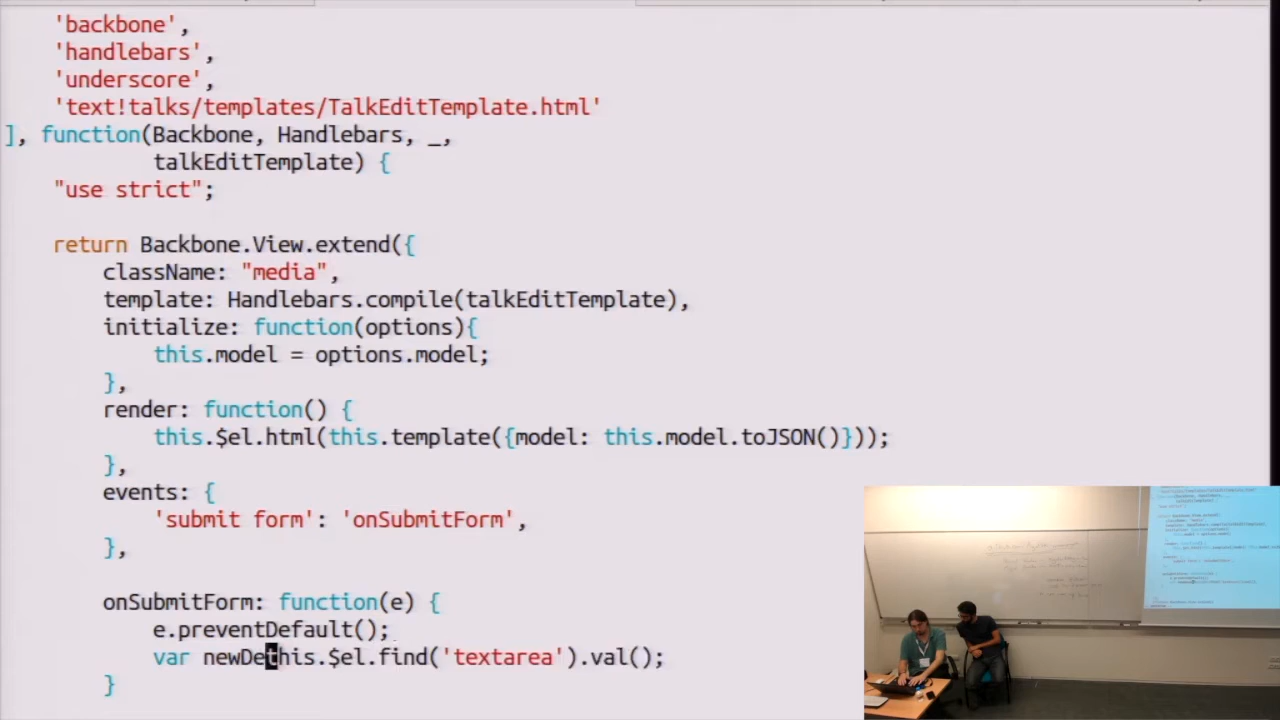 'backbone',
'handlebars',
'underscore',
'text!talks/templates/TalkEditTemplate.html'
], function(Backbone, Handlebars, _,
talkEditTemplate) {
"use strict";
return Backbone.View.extend({
className: "media",
template: Handlebars.compile(talkEditTemplate),
initialize: function(options){
this.model = options.model;
},
render: function() {
this.$el.html(this.template({model: this.model.toJSON()}));
},
events: {
'submit form': 'onSubmitForm',
},
onSubmitForm: function(e) {
e.preventDefault();
var newDethis.$el.find('textarea').val();
}